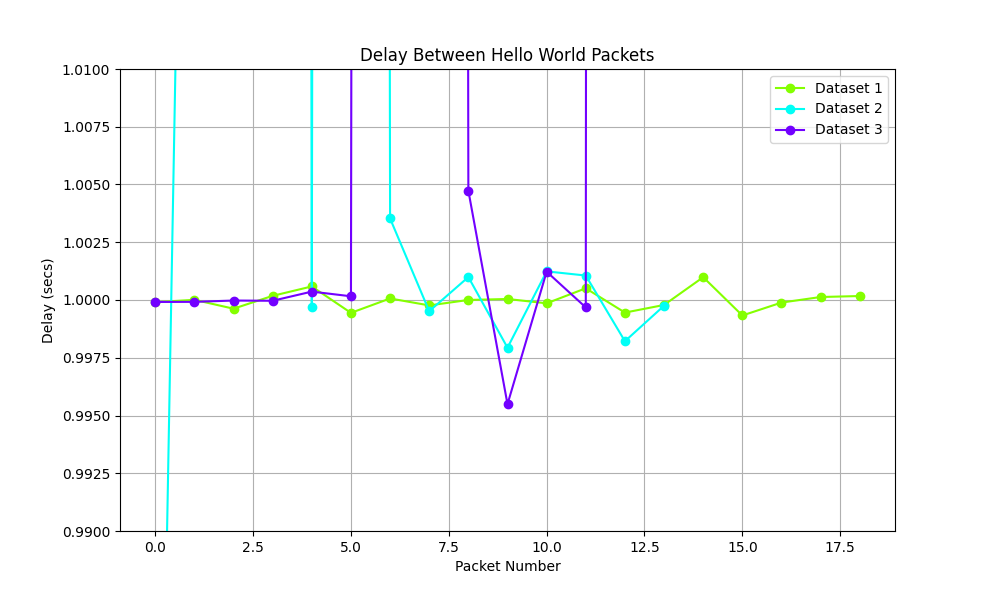 Delay Between Hello World Packets
1.0100
1.0075
1.0050
1.0025
1.0000
0.9975
0.9950
0.9925
0.9900
Delay (secs)
Dataset 1
Dataset 2
Dataset 3
0.0 2.5 5.0 7.5 10.0 12.5 15.0 17.5
Packet Number